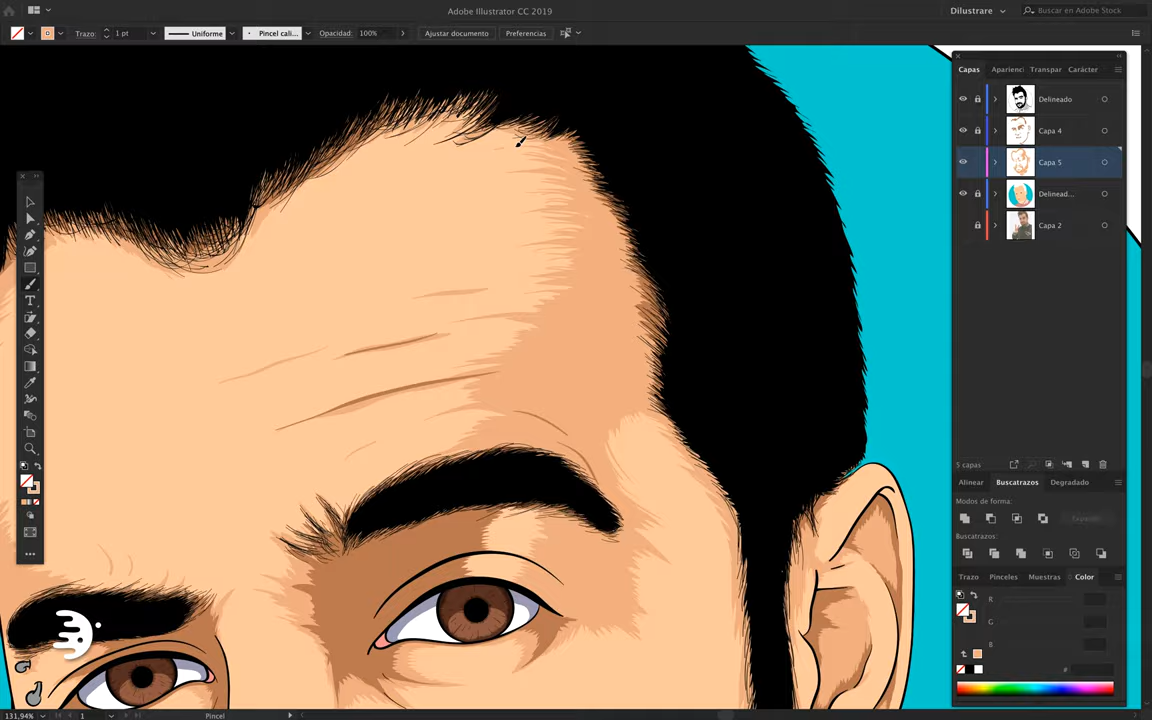 Adobe Illustrator CC 2019
Dilustrare
Buscar en Adobe Stock
Trazo:
1 pt
Uniforme
Pincel cali...
Opacidad:
100%
Ajustar documento
Preferencias
Capas
Aparienci
Transpar
Carácter
Delineado
Capa 4
Capa 5
Delinead...
Capa 2
5 capas
Alinear
Buscatrazos
Degradado
Modos de forma:
Expandir
Buscatrazos:
Trazo
Pinceles
Muestras
Color
R
G
B
#
131,94%
1
Pincel